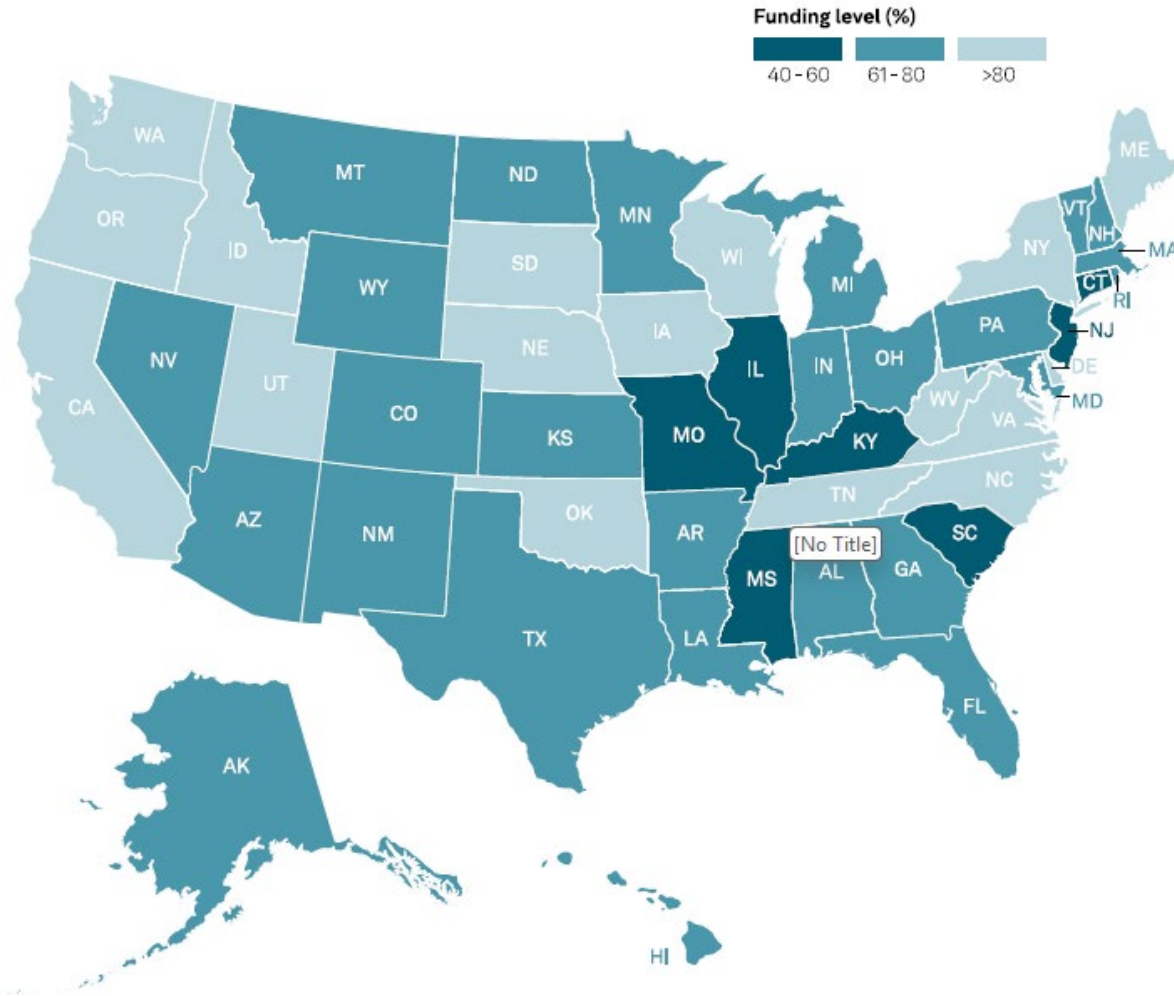 Funding level (%)
40-60 61-80 >80
WA
MT
ND
MN
ME
OR
ID
SD
WI
VT
NH
NY
MA
WY
MI
CT
RI
NV
UT
NE
IA
PA
NJ
IL
IN
OH
DE
CA
CO
KS
MO
KY
WV
VA
MD
AZ
NM
OK
AR
TN
NC
[No Title]
SC
MS
AL
GA
TX
LA
FL
AK
HI